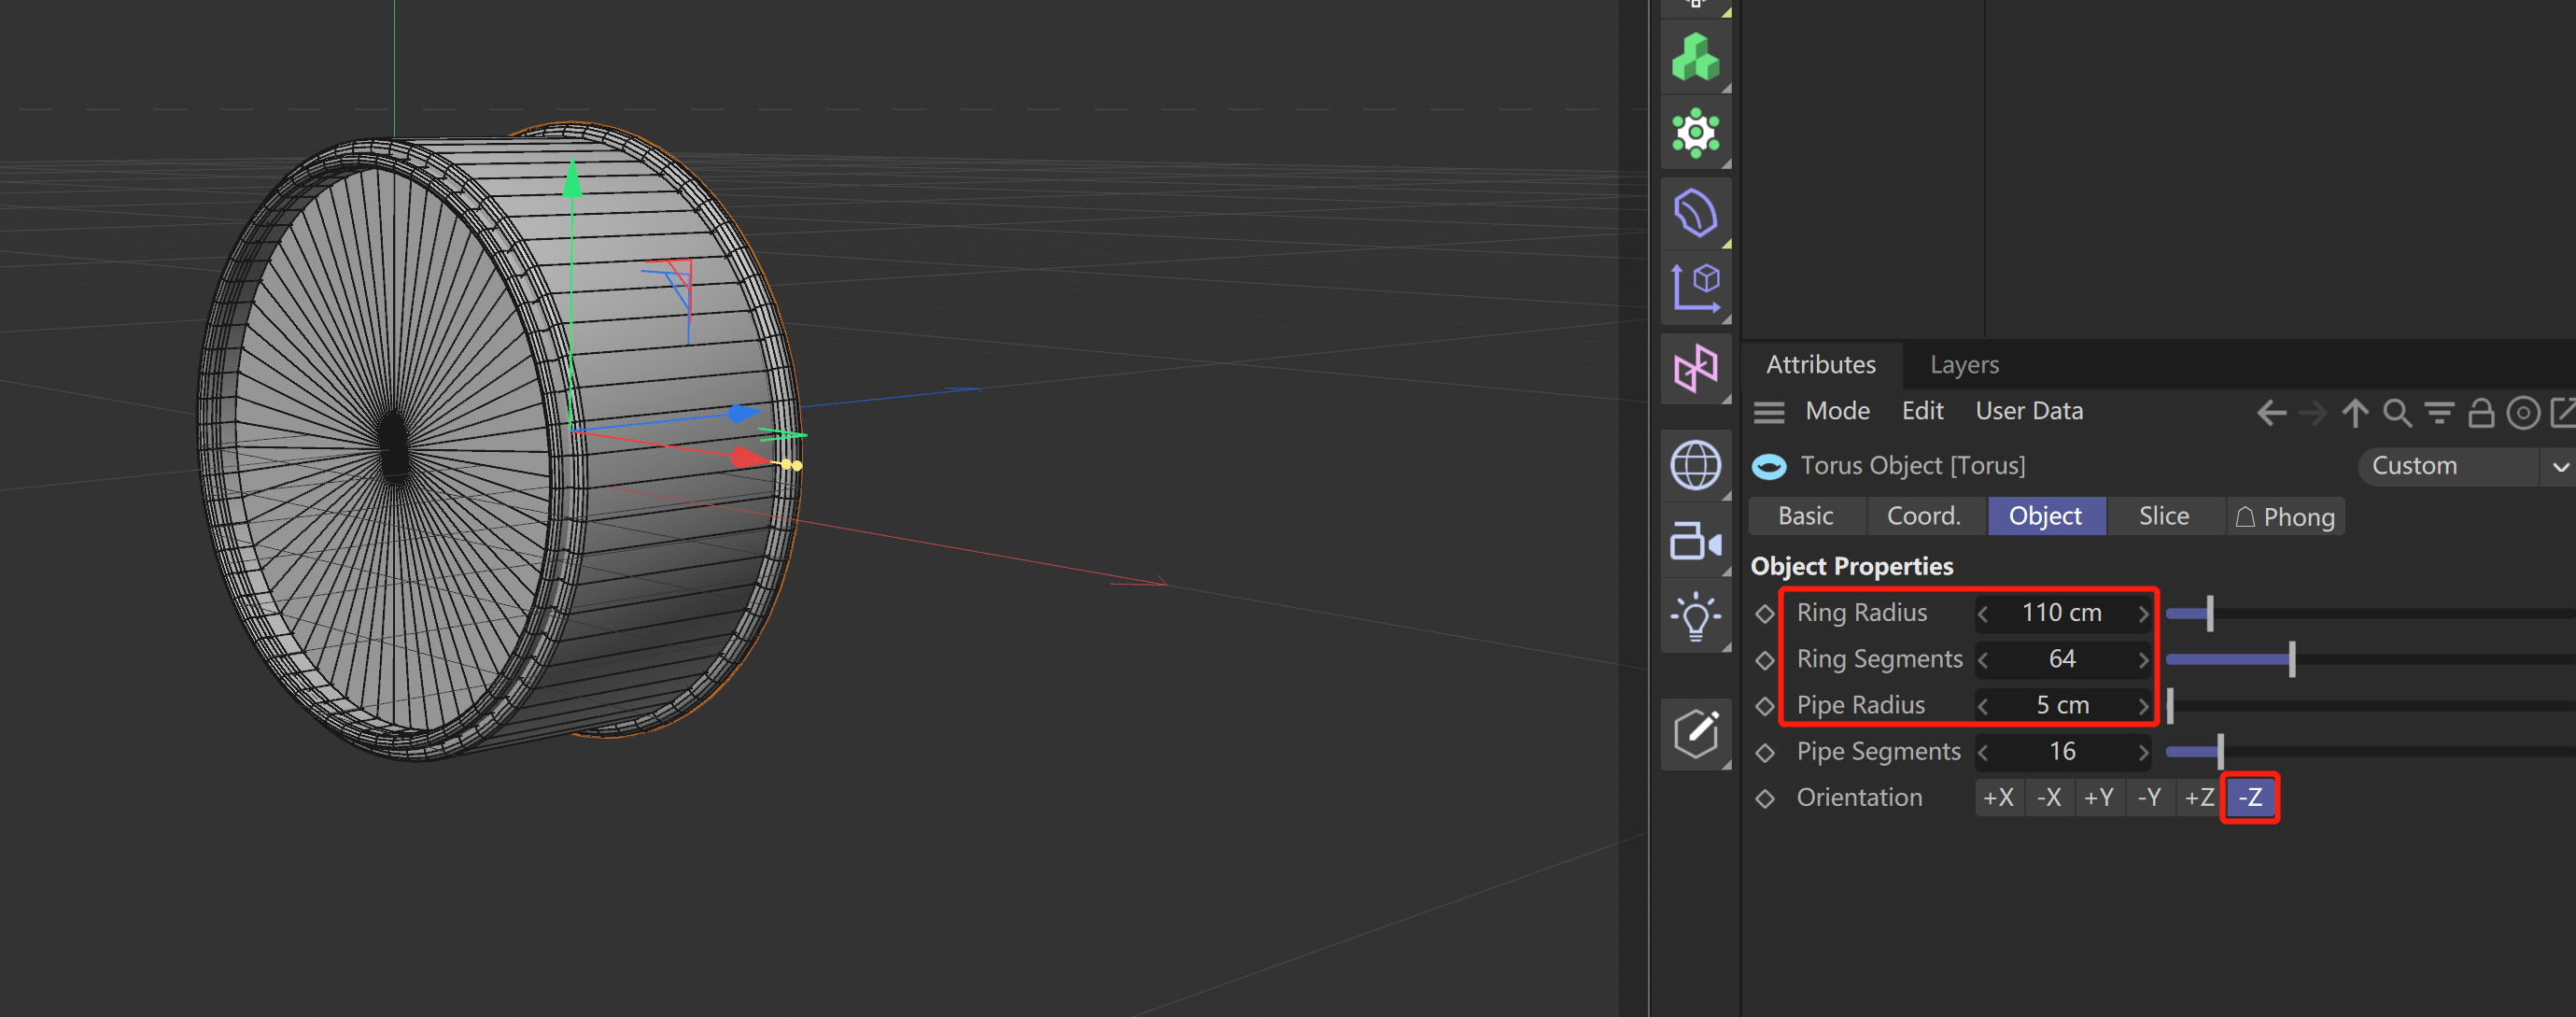 Attributes Layers
Mode Edit User Data
Torus Object [Torus] Custom
Basic Coord. Object Slice Phong
Object Properties
Ring Radius 110 cm
Ring Segments 64
Pipe Radius 5 cm
Pipe Segments 16
Orientation +X -X +Y -Y +Z -Z